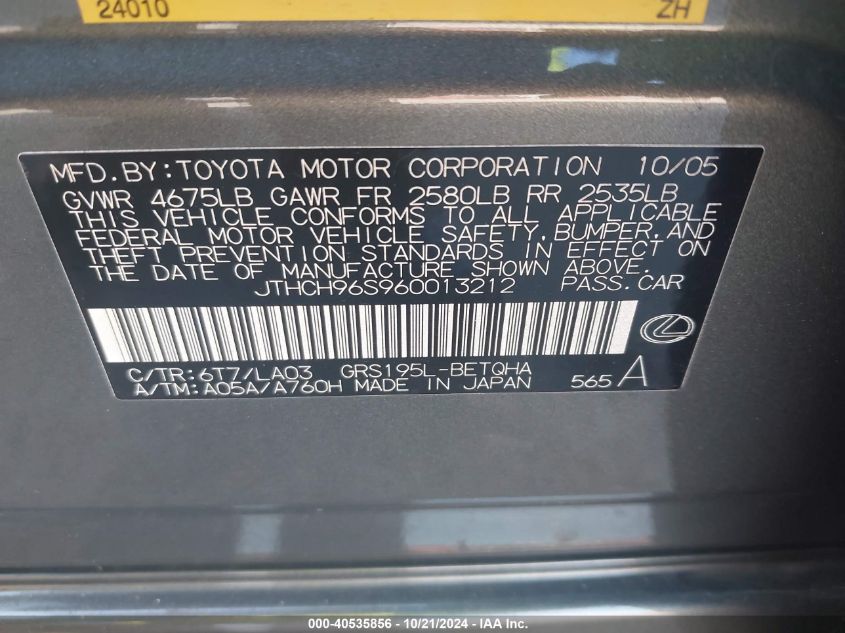 24010 ZH
MFD.BY:TOYOTA MOTOR CORPORATION 10/05
GVWR 4675LB GAWR FR 2580LB RR 2535LB
THIS VEHICLE CONFORMS TO ALL APPLICABLE
FEDERAL MOTOR VEHICLE SAFETY,BUMPER,AND
THEFT PREVENTION STANDARDS IN EFFECT ON
THE DATE OF MANUFACTURE SHOWN ABOVE.
JTHCH96S960013212 PASS.CAR
C/TR:6T7/LA03 GRS195L-BETQHA
A/TM:A05A/A760H MADE IN JAPAN 565 A
000-40535856 - 10/21/2024 - IAA Inc.